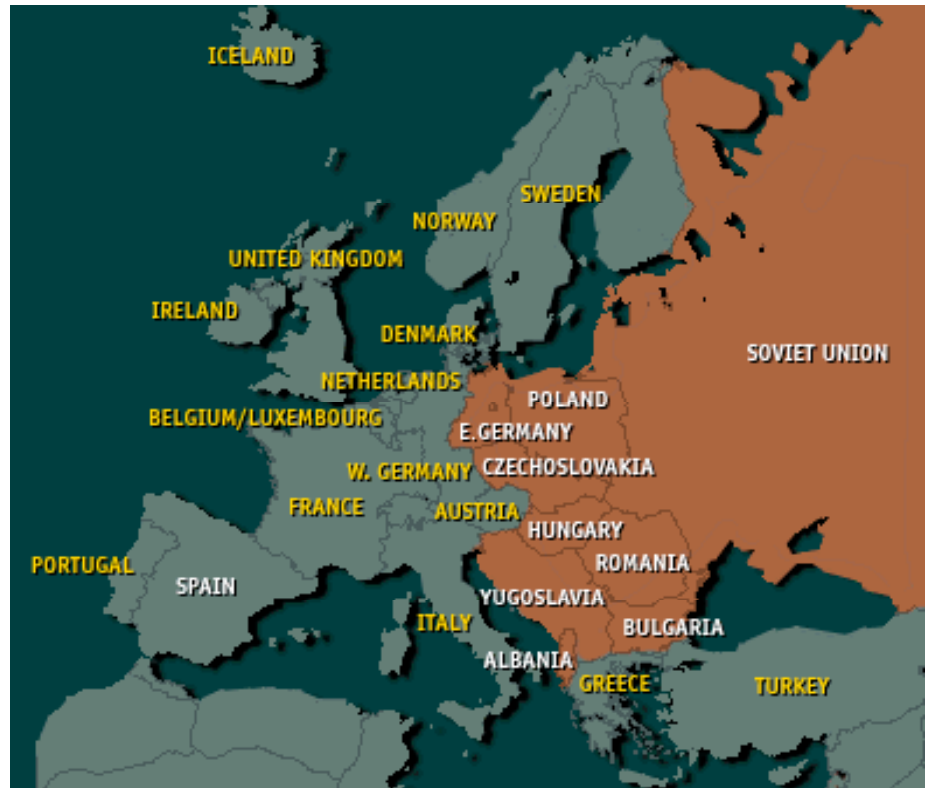 ICELAND
SWEDEN
NORWAY
UNITED KINGDOM
IRELAND
DENMARK
SOVIET UNION
NETHERLANDS
POLAND
BELGIUM/LUXEMBOURG
E.GERMANY
W. GERMANY
CZECHOSLOVAKIA
FRANCE
AUSTRIA
HUNGARY
PORTUGAL
ROMANIA
SPAIN
YUGOSLAVIA
ITALY
BULGARIA
ALBANIA
GREECE
TURKEY